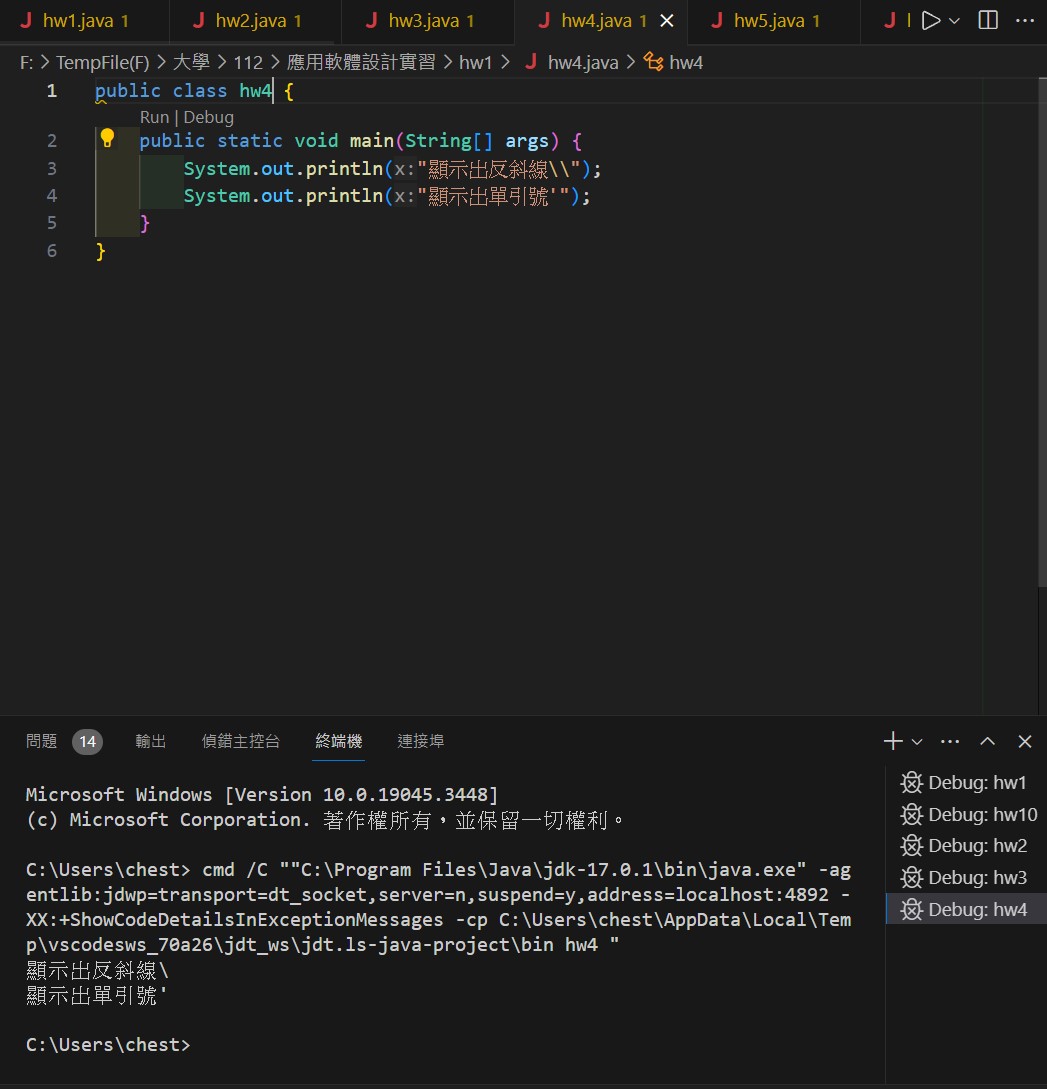 J hw1.java 1 J hw2.java 1 J hw3.java 1 J hw4.java 1 J hw5.java 1 J
F: > TempFile(F) > 大學 > 112 > 應用軟體設計實習 > hw1 > J hw4.java > hw4
1 public class hw4 {
Run | Debug
2 public static void main(String[] args) {
3 System.out.println(x:"顯示出反斜線\\");
4 System.out.println(x:"顯示出單引號'");
5 }
6 }
問題 14 輸出 偵錯主控台 終端機 連接埠
Microsoft Windows [Version 10.0.19045.3448]
(c) Microsoft Corporation. 著作權所有，並保留一切權利。
C:\Users\chest> cmd /C ""C:\Program Files\Java\jdk-17.0.1\bin\java.exe" -ag
entlib:jdwp=transport=dt_socket,server=n,suspend=y,address=localhost:4892 -
XX:+ShowCodeDetailsInExceptionMessages -cp C:\Users\chest\AppData\Local\Tem
p\vscodesws_70a26\jdt_ws\jdt.ls-java-project\bin hw4 "
顯示出反斜線\
顯示出單引號'
C:\Users\chest>
Debug: hw1
Debug: hw10
Debug: hw2
Debug: hw3
Debug: hw4